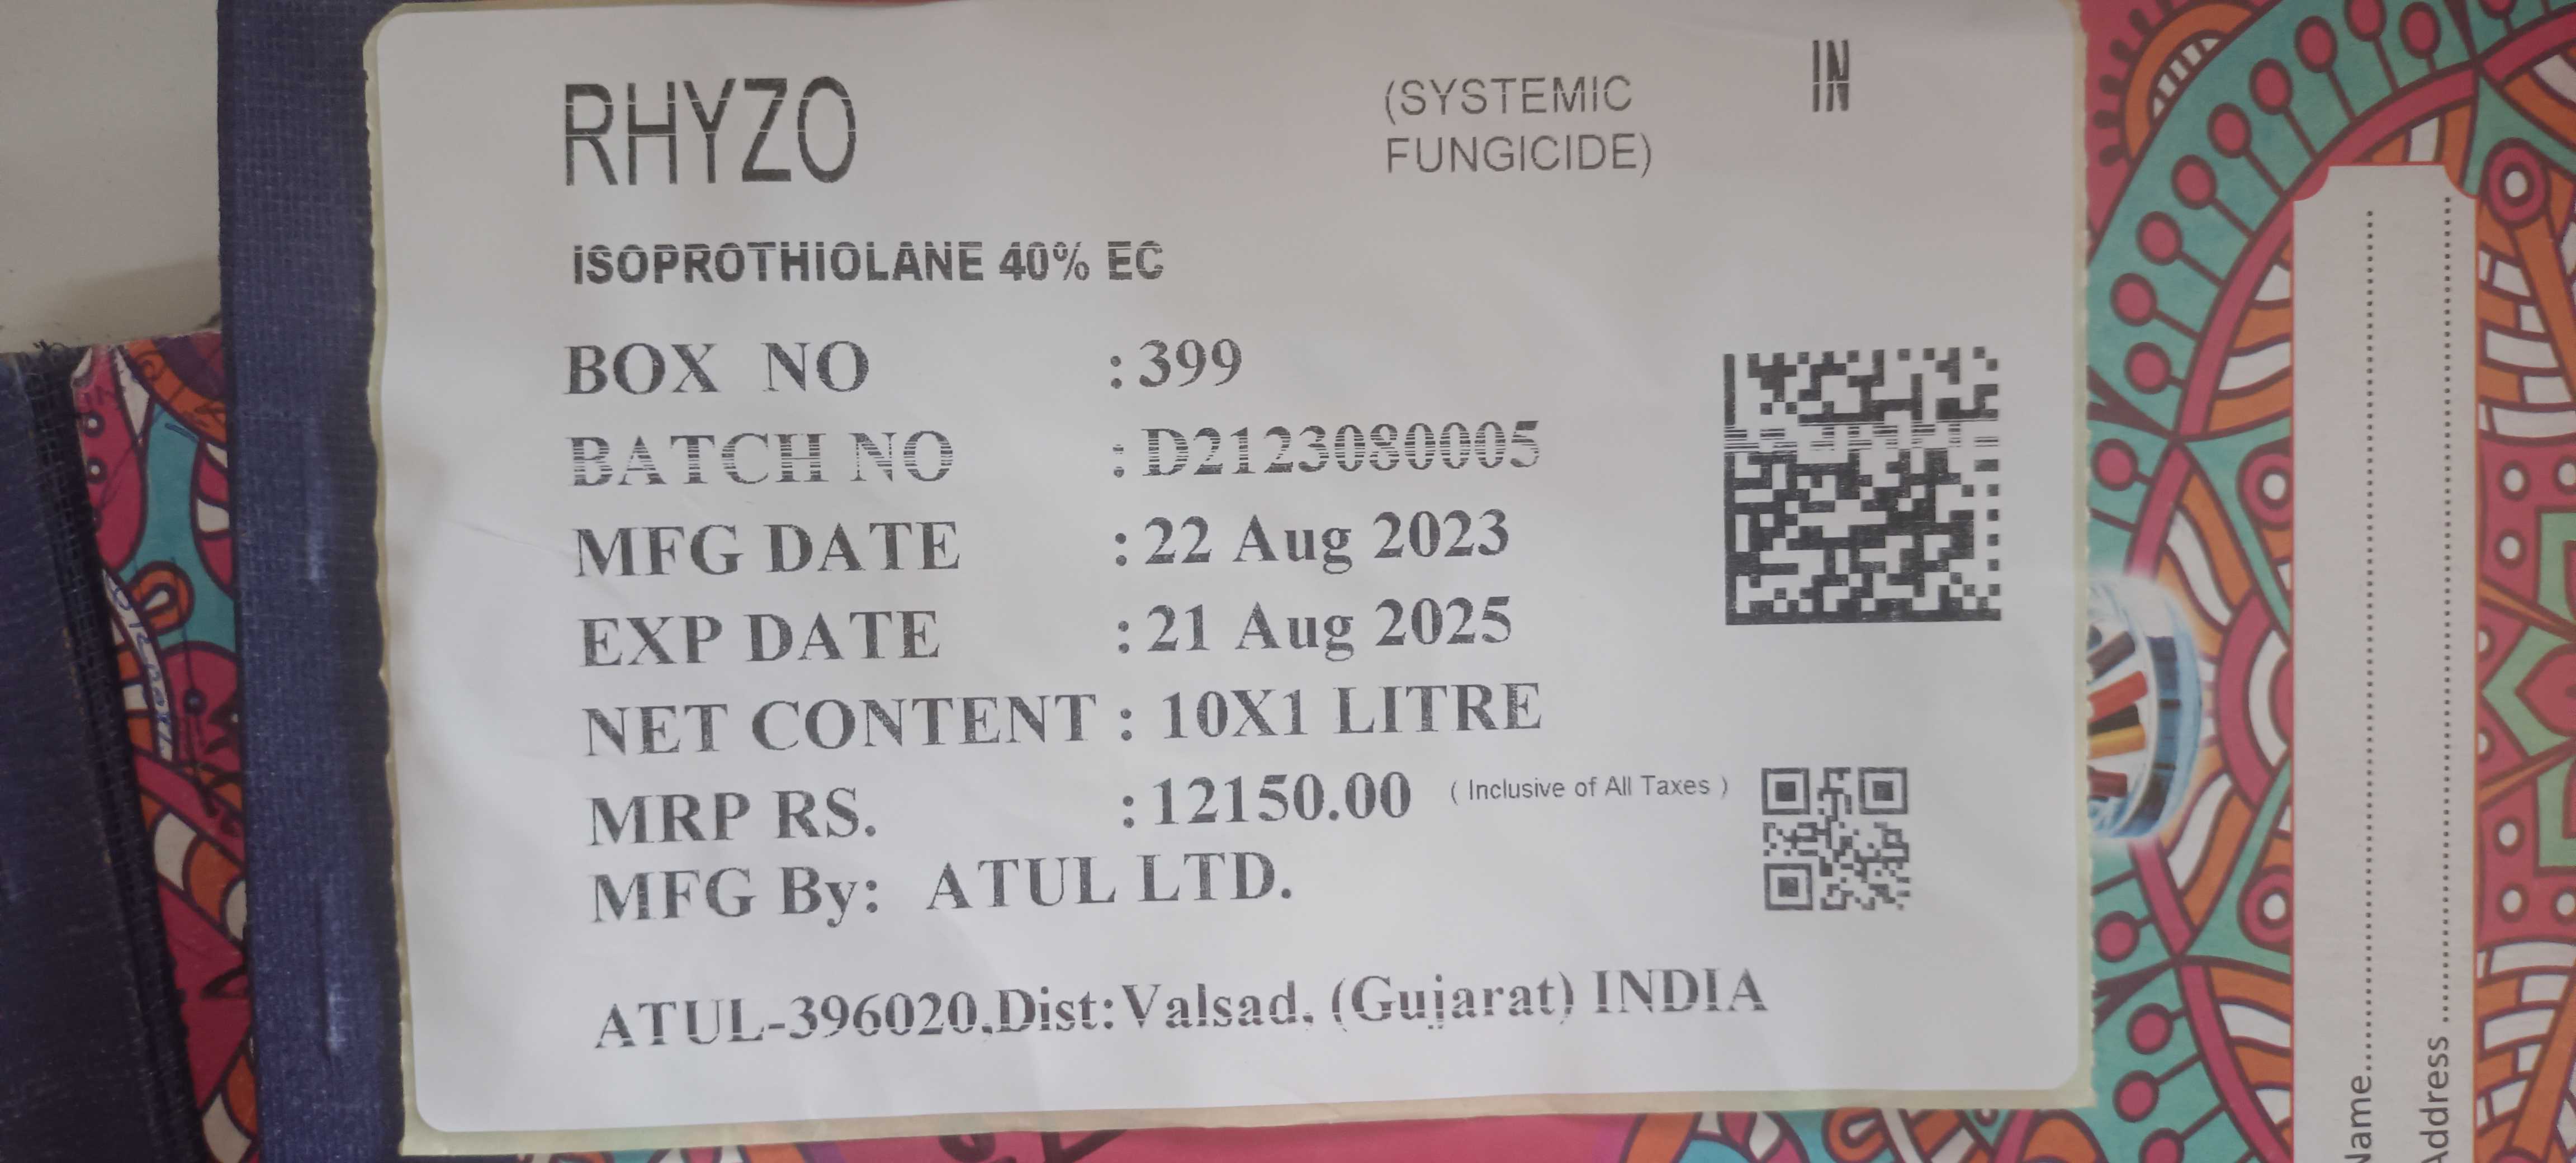 RHYZO
(SYSTEMIC
FUNGICIDE)
IN
ISOPROTHIOLANE 40% EC
BOX NO : 399
BATCH NO : D2123080005
MFG DATE : 22 Aug 2023
EXP DATE : 21 Aug 2025
NET CONTENT : 10X1 LITRE
MRP RS. : 12150.00 ( Inclusive of All Taxes )
MFG By: ATUL LTD.
ATUL-396020,Dist:Valsad, (Gujarat) INDIA
Name
Address